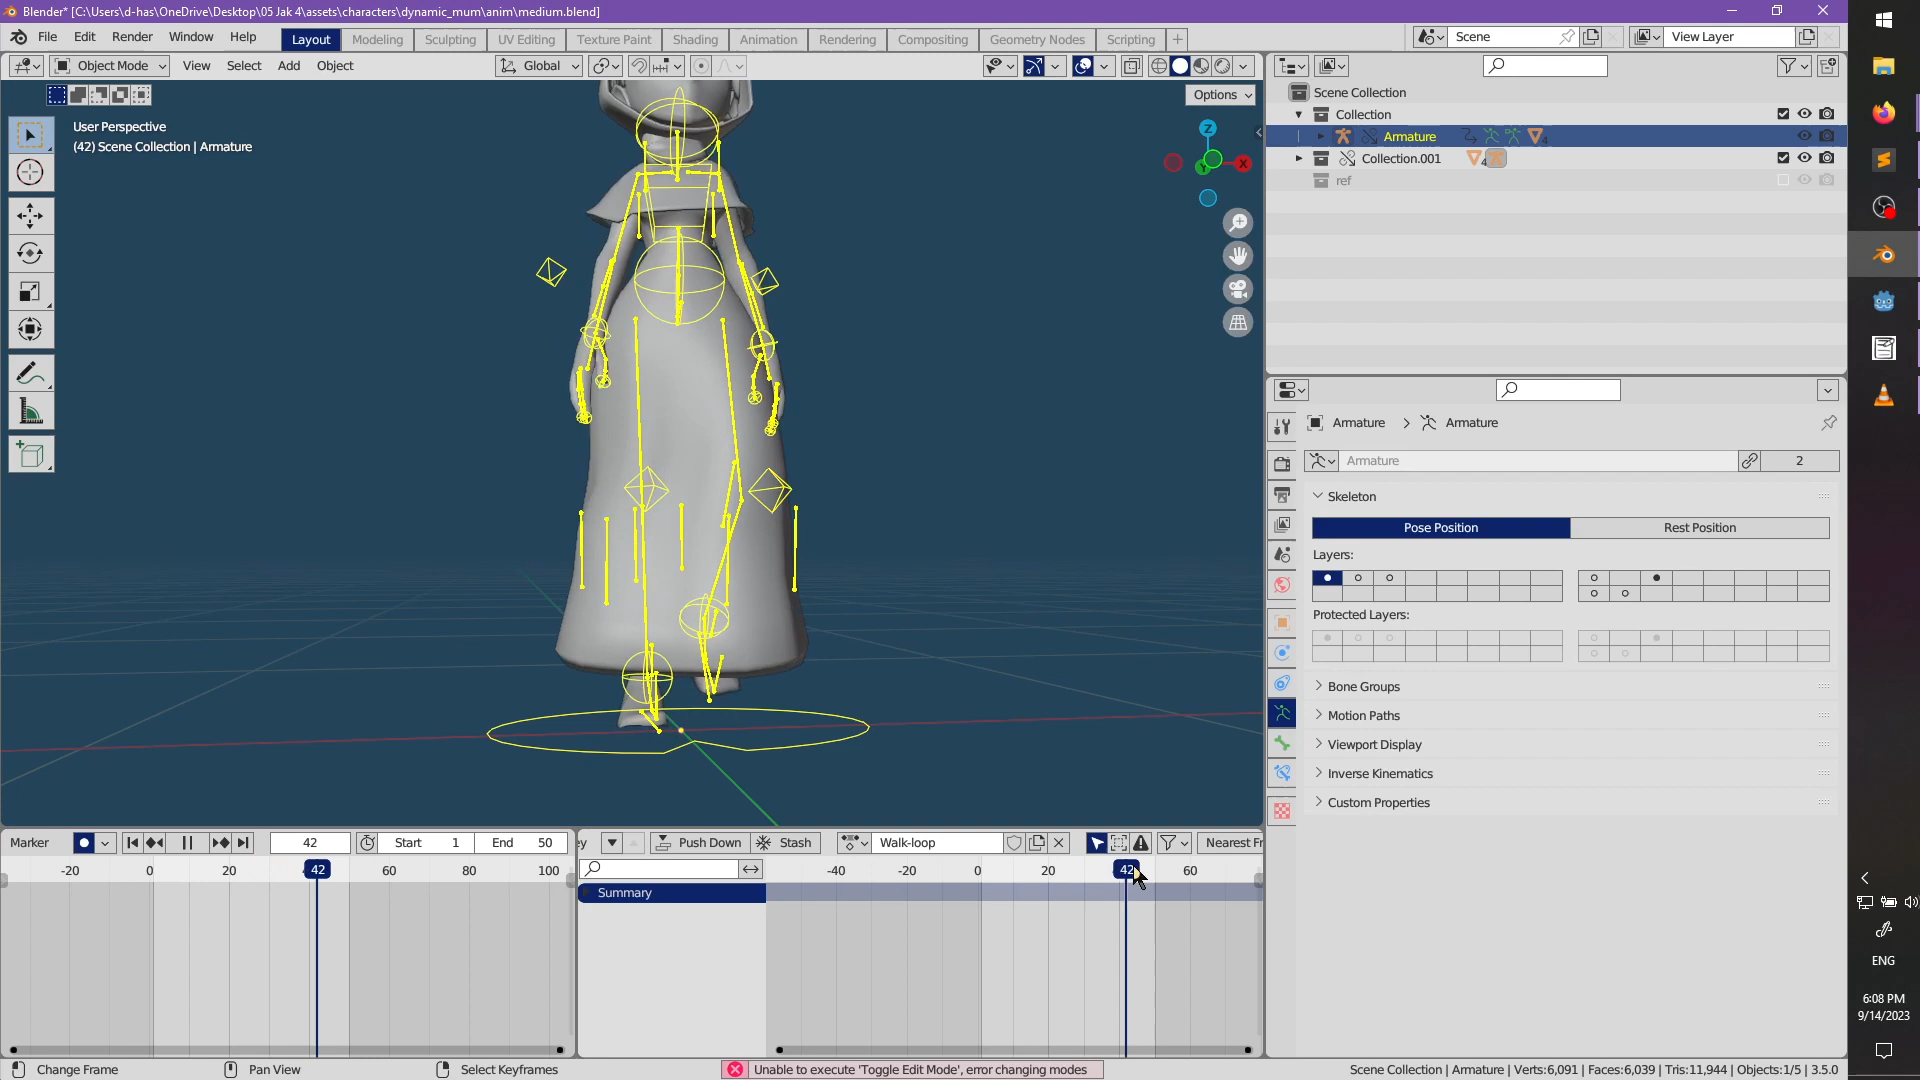 Blender* [C:\Users\d-has\OneDrive\Desktop\05 Jak 4\assets\characters\dynamic_mum\anim\medium.blend]
File Edit Render Window Help Layout Modeling Sculpting UV Editing Texture Paint Shading Animation Rendering Compositing Geometry Nodes Scripting + Scene View Layer
Object Mode View Select Add Object Global
Options
User Perspective
(42) Scene Collection | Armature
Z
X
Y
Scene Collection
Collection
Armature 4
Collection.001 4
ref
Armature > Armature
Armature 2
Skeleton
Pose Position Rest Position
Layers:
Protected Layers:
Bone Groups
Motion Paths
Viewport Display
Inverse Kinematics
Custom Properties
Marker 42 Start 1 End 50 ey Push Down Stash Walk-loop Nearest Fr
-20 0 20 42 60 80 100 -40 -20 0 20 42 60
Summary
Change Frame Pan View Select Keyframes Unable to execute 'Toggle Edit Mode', error changing modes Scene Collection | Armature | Verts:6,091 | Faces:6,039 | Tris:11,944 | Objects:1/5 | 3.5.0
ENG
6:08 PM
9/14/2023